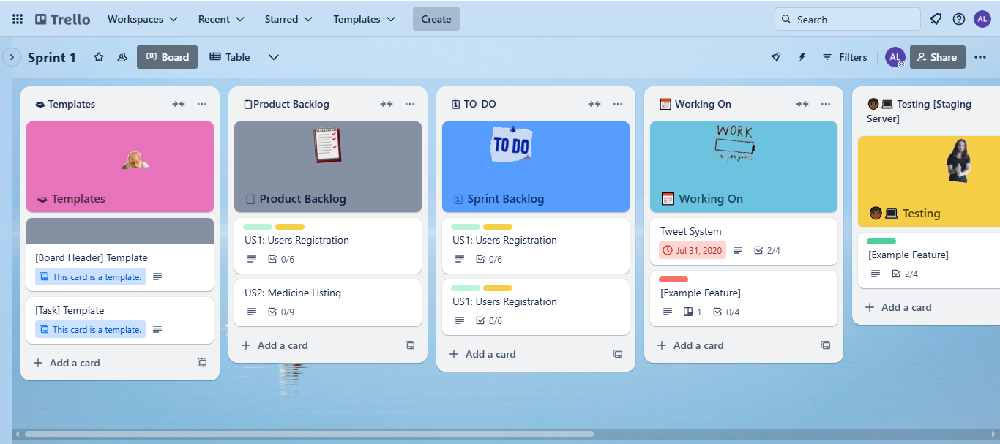 Trello Workspaces Recent Starred Templates Create Search AL
Sprint 1 Board Table Filters AL Share
Templates
Templates
[Board Header] Template
This card is a template.
[Task] Template
This card is a template.
Add a card
Product Backlog
Product Backlog
US1: Users Registration
0/6
US2: Medicine Listing
0/9
Add a card
TO-DO
TO DO
Sprint Backlog
US1: Users Registration
0/6
US1: Users Registration
0/6
Add a card
Working On
WORK
in progress
Working On
Tweet System
Jul 31, 2020 2/4
[Example Feature]
1 0/4
Add a card
Testing [Staging
Server]
Testing
[Example Feature]
2/4
Add a card